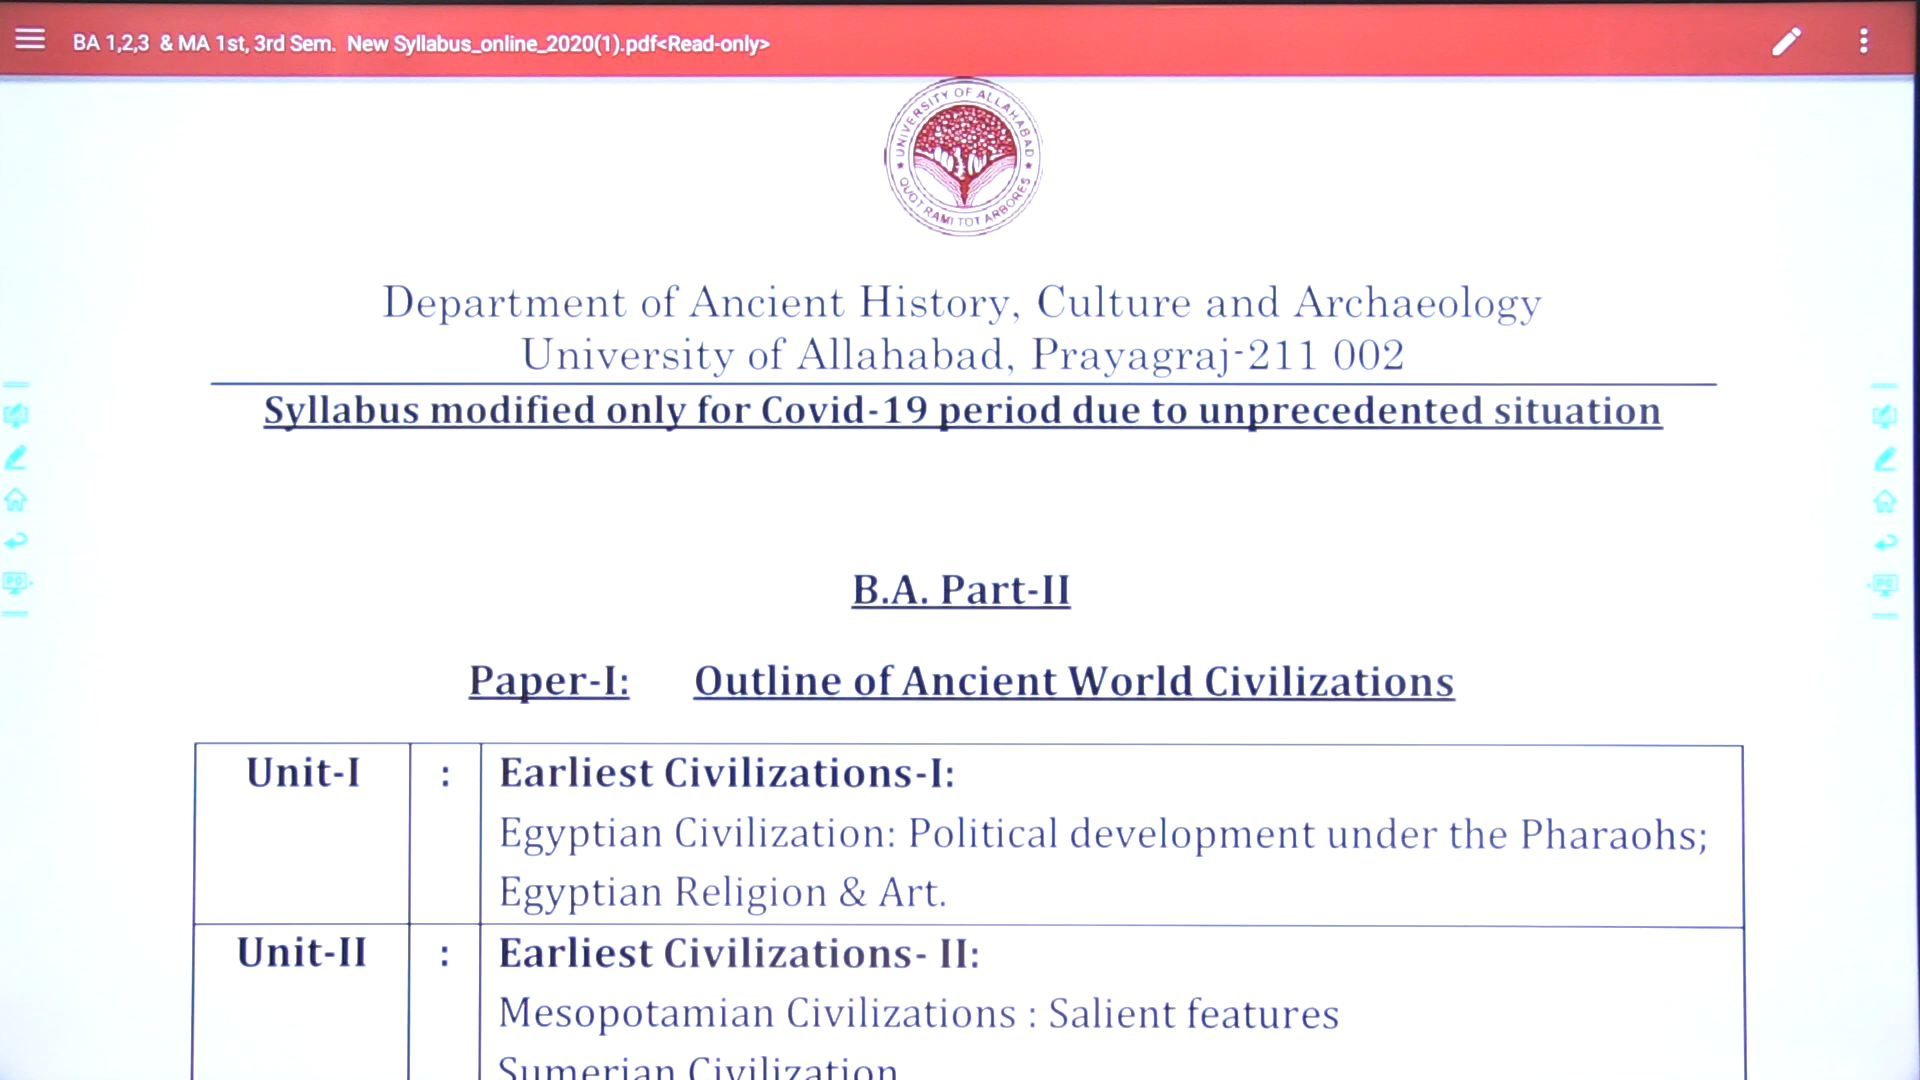 BA 1,2,3 & MA 1st, 3rd Sem. New Syllabus_online_2020(1).pdf<Read-only>
UNIVERSITY OF ALLAHABAD
QUOT RAMI TOT ARBORES
Department of Ancient History, Culture and Archaeology
University of Allahabad, Prayagraj-211 002
Syllabus modified only for Covid-19 period due to unprecedented situation
B.A. Part-II
Paper-I: Outline of Ancient World Civilizations
Unit-I : Earliest Civilizations-I:
Egyptian Civilization: Political development under the Pharaohs;
Egyptian Religion & Art.
Unit-II : Earliest Civilizations- II:
Mesopotamian Civilizations : Salient features
Sumerian Civilization
PC
PC